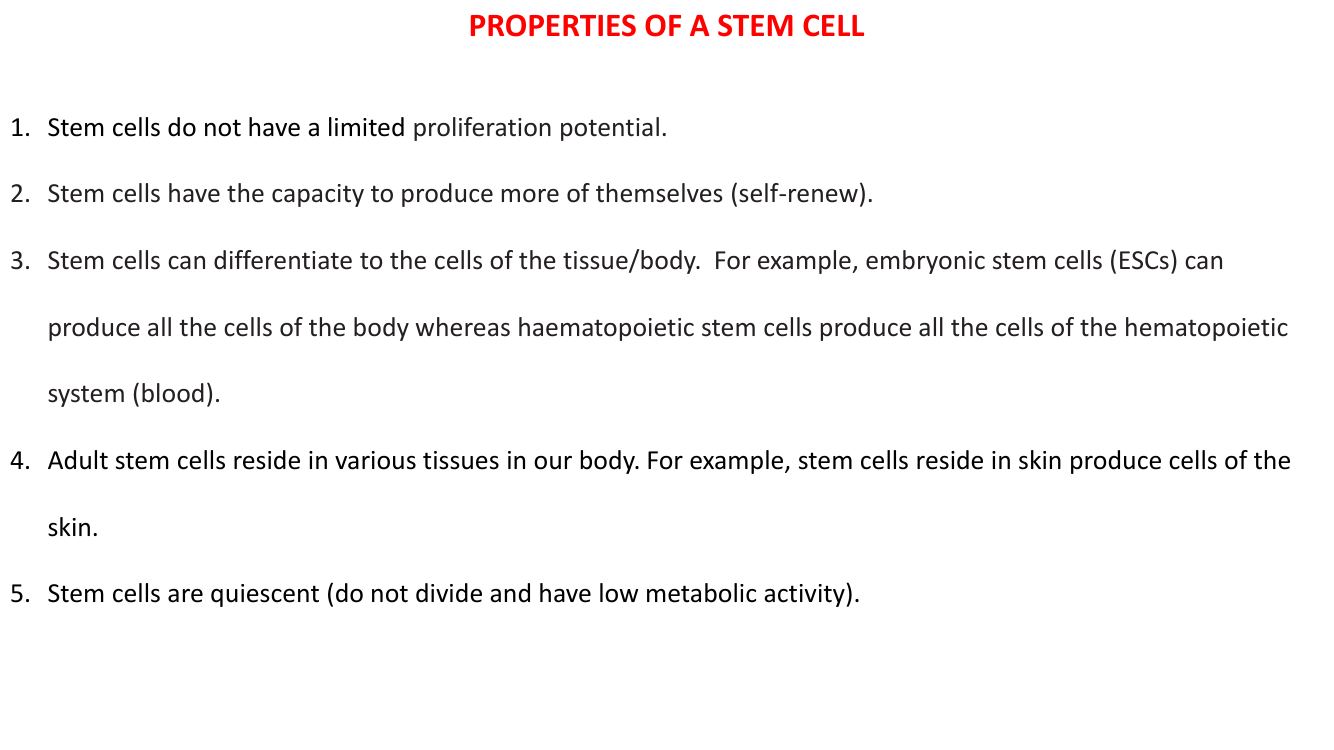 PROPERTIES OF A STEM CELL
1. Stem cells do not have a limited proliferation potential.
2. Stem cells have the capacity to produce more of themselves (self-renew).
3. Stem cells can differentiate to the cells of the tissue/body.  For example, embryonic stem cells (ESCs) can
produce all the cells of the body whereas haematopoietic stem cells produce all the cells of the hematopoietic
system (blood).
4. Adult stem cells reside in various tissues in our body. For example, stem cells reside in skin produce cells of the
skin.
5. Stem cells are quiescent (do not divide and have low metabolic activity).